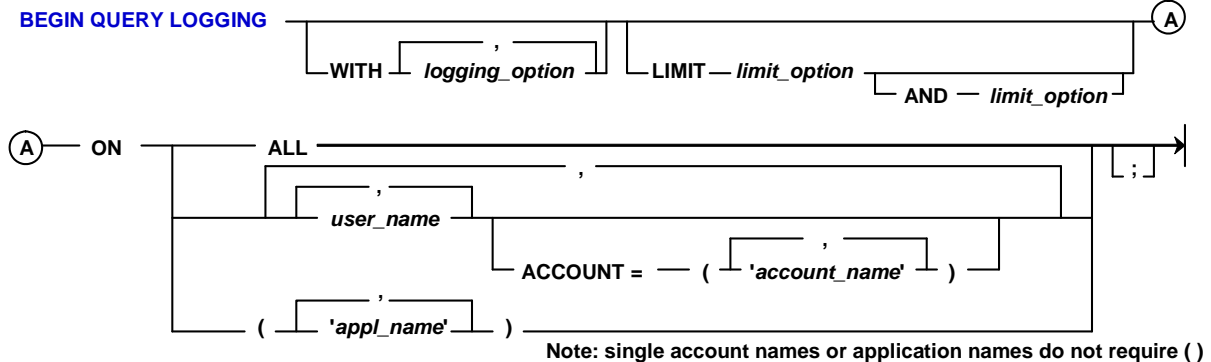 BEGIN QUERY LOGGING A
,
WITH logging_option LIMIT limit_option
AND limit_option
A ON ALL
,
, ;
user_name
ACCOUNT = ( , 'account_name' )
,
( 'appl_name' )
Note: single account names or application names do not require ( )